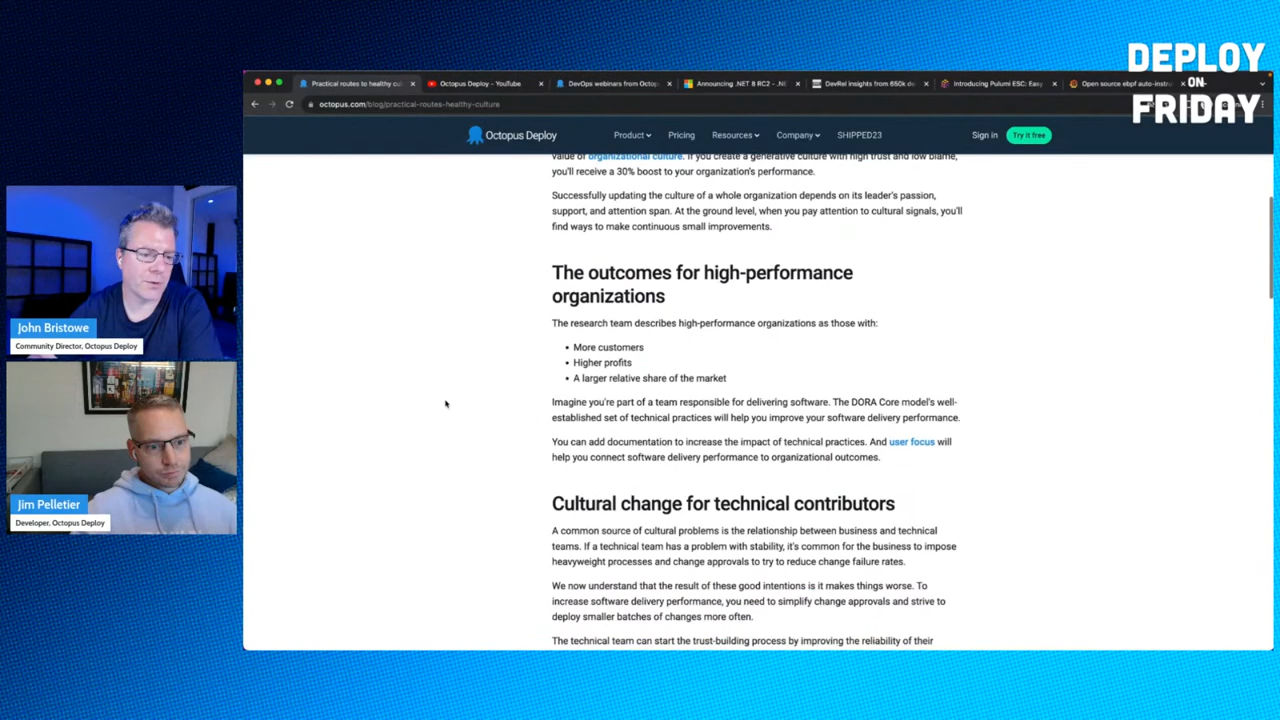 DEPLOY
ON
FRIDAY
Practical routes to healthy cul
Octopus Deploy - YouTube
DevOps webinars from Octop
Announcing .NET 8 RC2 - .NE
DevRel insights from 650k de
Introducing Pulumi ESC: Easy
Open source ebpf auto-instru
octopus.com/blog/practical-routes-healthy-culture
Octopus Deploy
Product
Pricing
Resources
Company
SHIPPED23
Sign in
Try it free
value of organizational culture. If you create a generative culture with high trust and low blame,
you'll receive a 30% boost to your organization's performance.
Successfully updating the culture of a whole organization depends on its leader's passion,
support, and attention span. At the ground level, when you pay attention to cultural signals, you'll
find ways to make continuous small improvements.
The outcomes for high-performance
organizations
The research team describes high-performance organizations as those with:
• More customers
• Higher profits
• A larger relative share of the market
Imagine you're part of a team responsible for delivering software. The DORA Core model's well-
established set of technical practices will help you improve your software delivery performance.
You can add documentation to increase the impact of technical practices. And user focus will
help you connect software delivery performance to organizational outcomes.
Cultural change for technical contributors
A common source of cultural problems is the relationship between business and technical
teams. If a technical team has a problem with stability, it's common for the business to impose
heavyweight processes and change approvals to try to reduce change failure rates.
We now understand that the result of these good intentions is it makes things worse. To
increase software delivery performance, you need to simplify change approvals and strive to
deploy smaller batches of changes more often.
The technical team can start the trust-building process by improving the reliability of their
John Bristowe
Community Director, Octopus Deploy
Jim Pelletier
Developer, Octopus Deploy